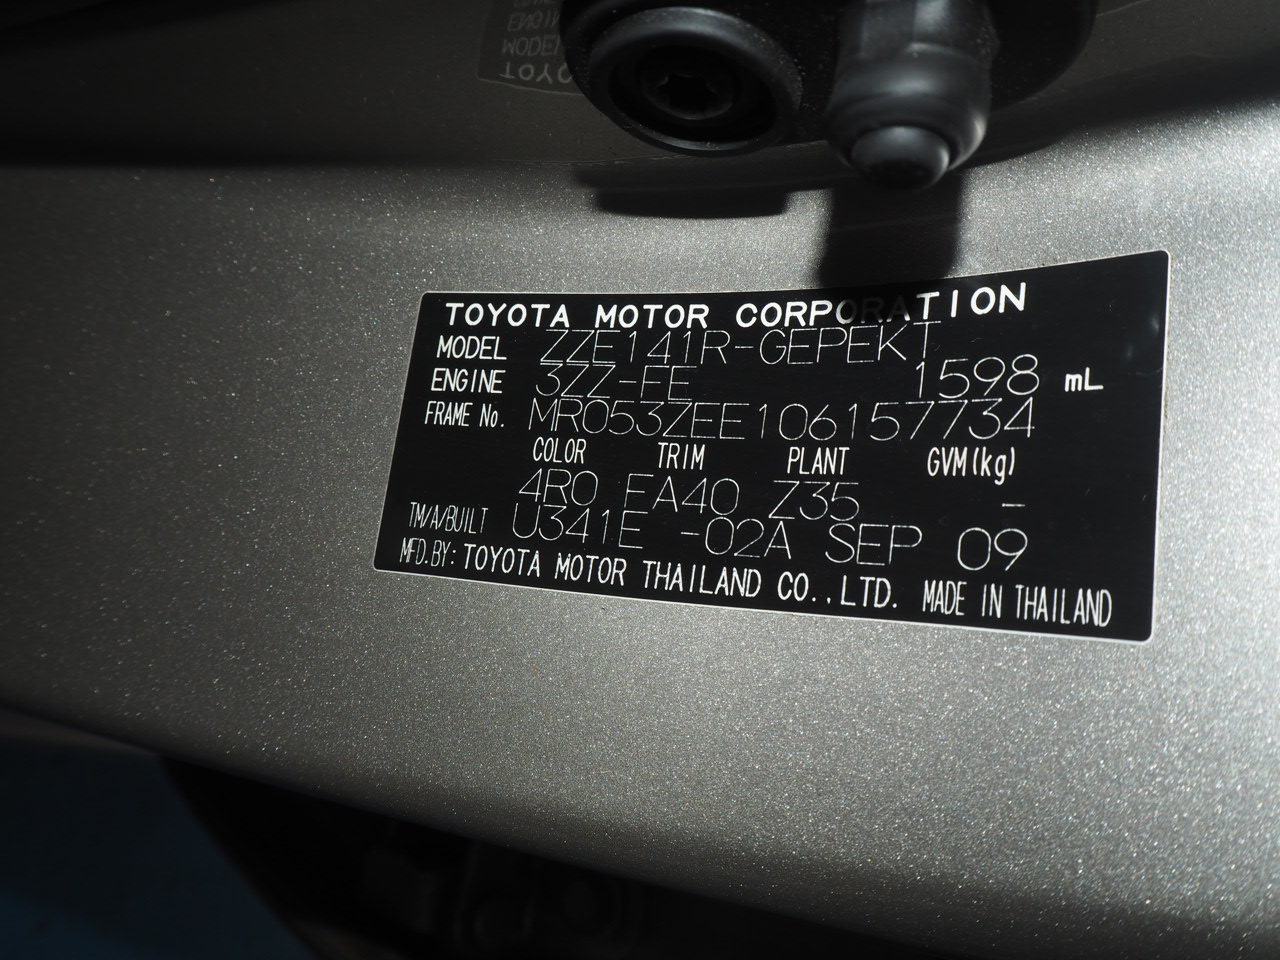 TOYOTA MOTOR CORPORATION
MODEL ZZE141R-GEPEKT
ENGINE 3ZZ-FE 1598 mL
FRAME No. MR053ZEE106157734
COLOR TRIM PLANT GVM(kg)
4R0 FA40 Z35 –
TM/A/BUILT U341E -02A SEP 09
MFD.BY: TOYOTA MOTOR THAILAND CO.,LTD. MADE IN THAILAND